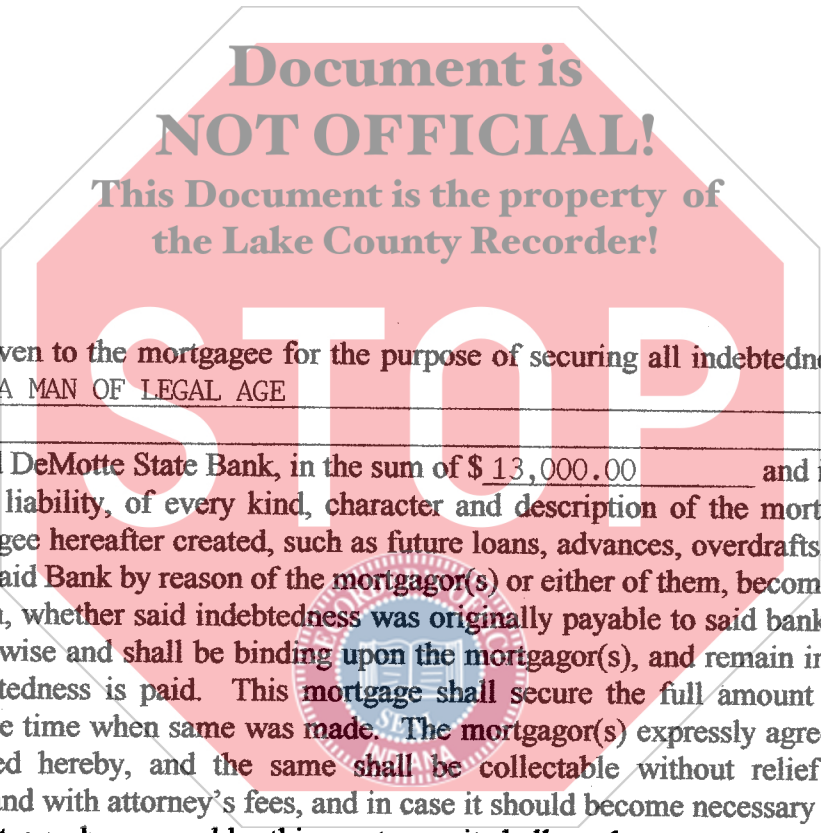 Document is
NOT OFFICIAL!
This Document is the property of
the Lake County Recorder!
STOP
ven to the mortgagee for the purpose of securing all indebtedn
A MAN OF LEGAL AGE
DeMotte State Bank, in the sum of $ 13,000.00 and
liability, of every kind, character and description of the mort
gee hereafter created, such as future loans, advances, overdrafts
aid Bank by reason of the mortgagor(s) or either of them, becom
, whether said indebtedness was originally payable to said bank
wise and shall be binding upon the mortgagor(s), and remain in
tedness is paid. This mortgage shall secure the full amount
e time when same was made. The mortgagor(s) expressly agre
ed hereby, and the same shall be collectable without relief
nd with attorney's fees, and in case it should become necessary
SEAL
INDIANA